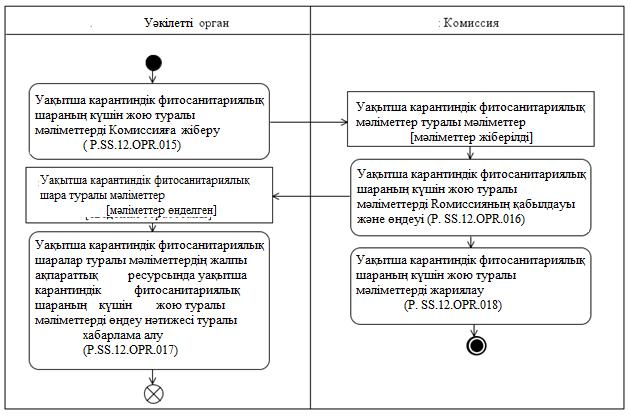 . Уәкілетті орган
: Комиссия
Уақытша карантиндік фитосанитариялық
шараның күшін жою туралы
мәліметтерді Комиссияға жіберу
( P.SS.12.OPR.015)
Уақытша карантиндік фитосанитариялық
мәліметтер туралы мәліметтер
[мәліметтер жіберілді]
Уақытша карантиндік фитосанитариялық
шараның күшін жою туралы
мәліметтерді Rомиссияның қабылдауы
және өңдеуі (P. SS.12.OPR.016)
Уақытша карантиндік фитосанитариялық
шара туралы мәліметтер
[мәліметтер өнделген]
Уақытша карантиндік фитосанитариялық
шаралар туралы мәліметтердің жалпы
ақпараттық ресурсында уақытша
карантиндік фитосанитариялық
шараның күшін жою туралы
мәліметтерді өңдеу нәтижесі туралы
хабарлама алу
(P.SS.12.OPR.017)
Уақытша карантиндік фитосанитариялық
шараның күшін жою туралы
мәліметтерді жариялау
(P. SS.12.OPR.018)